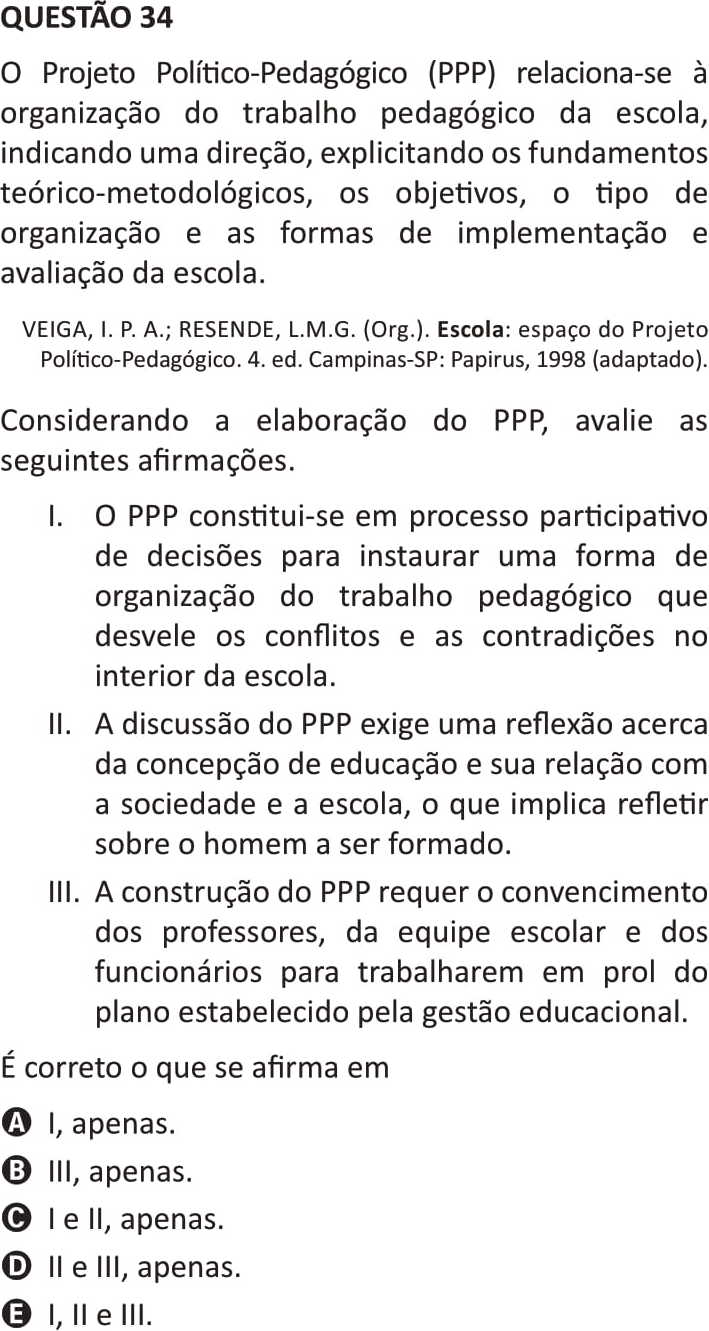 QUESTÃO 34
O Projeto Político-Pedagógico (PPP) relaciona-se à
organização do trabalho pedagógico da escola,
indicando uma direção, explicitando os fundamentos
teórico-metodológicos, os objetivos, o tipo de
organização e as formas de implementação e
avaliação da escola.
VEIGA, I. P. A.; RESENDE, L.M.G. (Org.). Escola: espaço do Projeto
Político-Pedagógico. 4. ed. Campinas-SP: Papirus, 1998 (adaptado).
Considerando a elaboração do PPP, avalie as
seguintes afirmações.
I. O PPP constitui-se em processo participativo
de decisões para instaurar uma forma de
organização do trabalho pedagógico que
desvele os conflitos e as contradições no
interior da escola.
II. A discussão do PPP exige uma reflexão acerca
da concepção de educação e sua relação com
a sociedade e a escola, o que implica refletir
sobre o homem a ser formado.
III. A construção do PPP requer o convencimento
dos professores, da equipe escolar e dos
funcionários para trabalharem em prol do
plano estabelecido pela gestão educacional.
É correto o que se afirma em
A I, apenas.
B III, apenas.
C I e II, apenas.
D II e III, apenas.
E I, II e III.